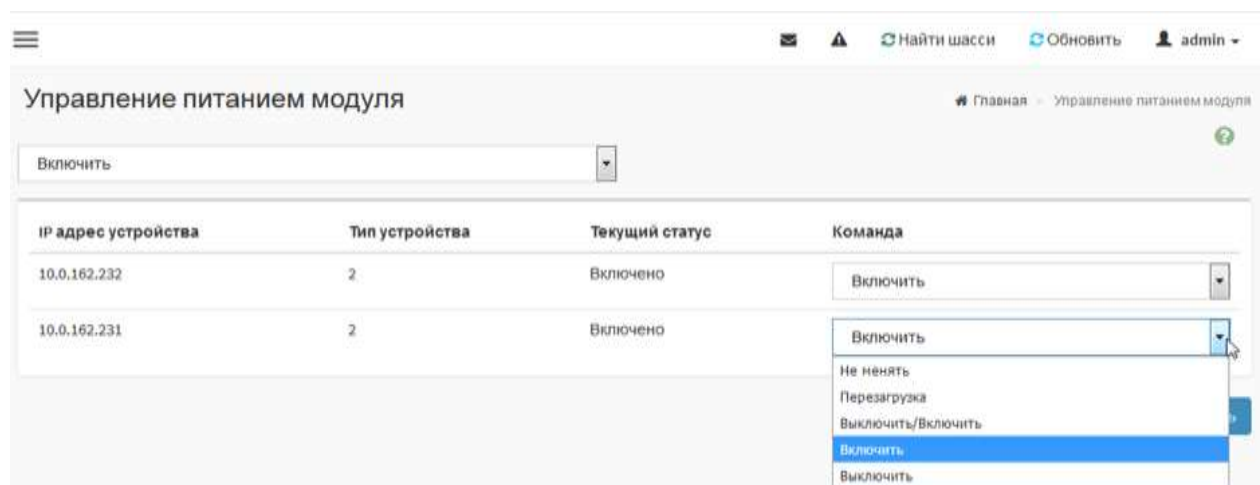 Найти шасси Обновить admin
Управление питанием модуля
Главная Управление питанием модуля
Включить
IP адрес устройства Тип устройства Текущий статус Команда
10.0.162.232 2 Включено Включить
10.0.162.231 2 Включено Включить
Не менять
Перезагрузка
Выключить/Включить
Включить
Выключить